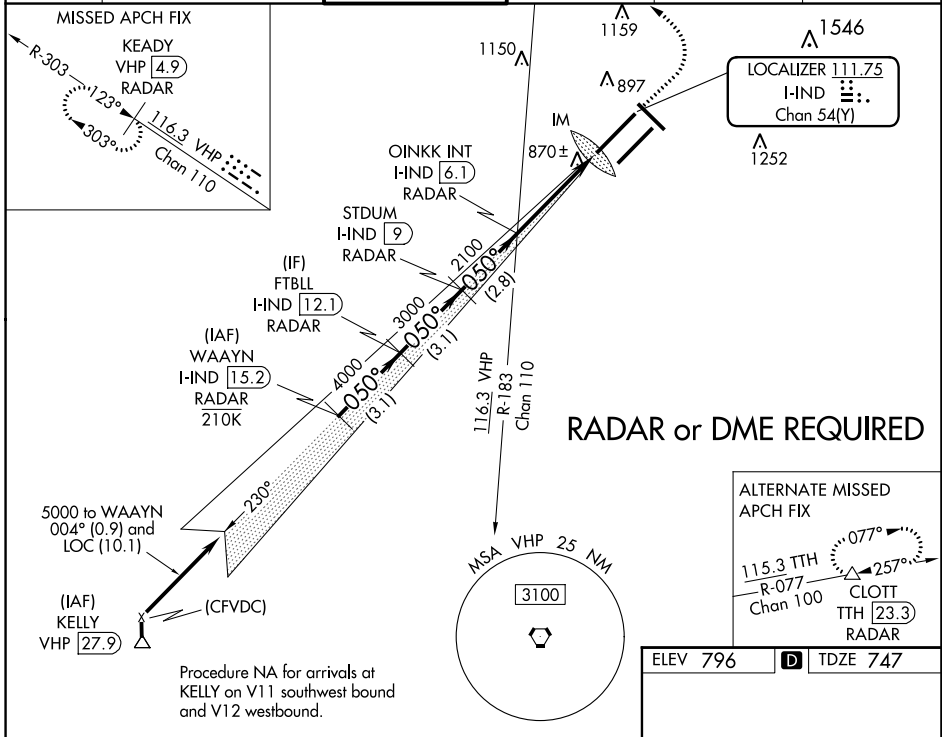 MISSED APCH FIX
KEADY
VHP 4.9
RADAR
R-303
123°
303°
116.3 VHP
Chan 110
1150
1159
1546
897
LOCALIZER 111.75
I-IND
Chan 54(Y)
1252
IM
870±
OINKK INT
I-IND 6.1
RADAR
STDUM
I-IND 9
RADAR
2100
050°
(2.8)
(IF)
FTBLL
I-IND 12.1
RADAR
3000
050°
(3.1)
(IAF)
WAAYN
I-IND 15.2
RADAR
210K
4000
050°
(3.1)
116.3 VHP
R-183
Chan 110
RADAR or DME REQUIRED
230°
5000 to WAAYN
004° (0.9) and
LOC (10.1)
(IAF)
KELLY
VHP 27.9
(CFVDC)
MSA VHP 25 NM
3100
ALTERNATE MISSED
APCH FIX
077°
257°
115.3 TTH
R-077
Chan 100
CLOTT
TTH 23.3
RADAR
Procedure NA for arrivals at
KELLY on V11 southwest bound
and V12 westbound.
ELEV 796 D TDZE 747